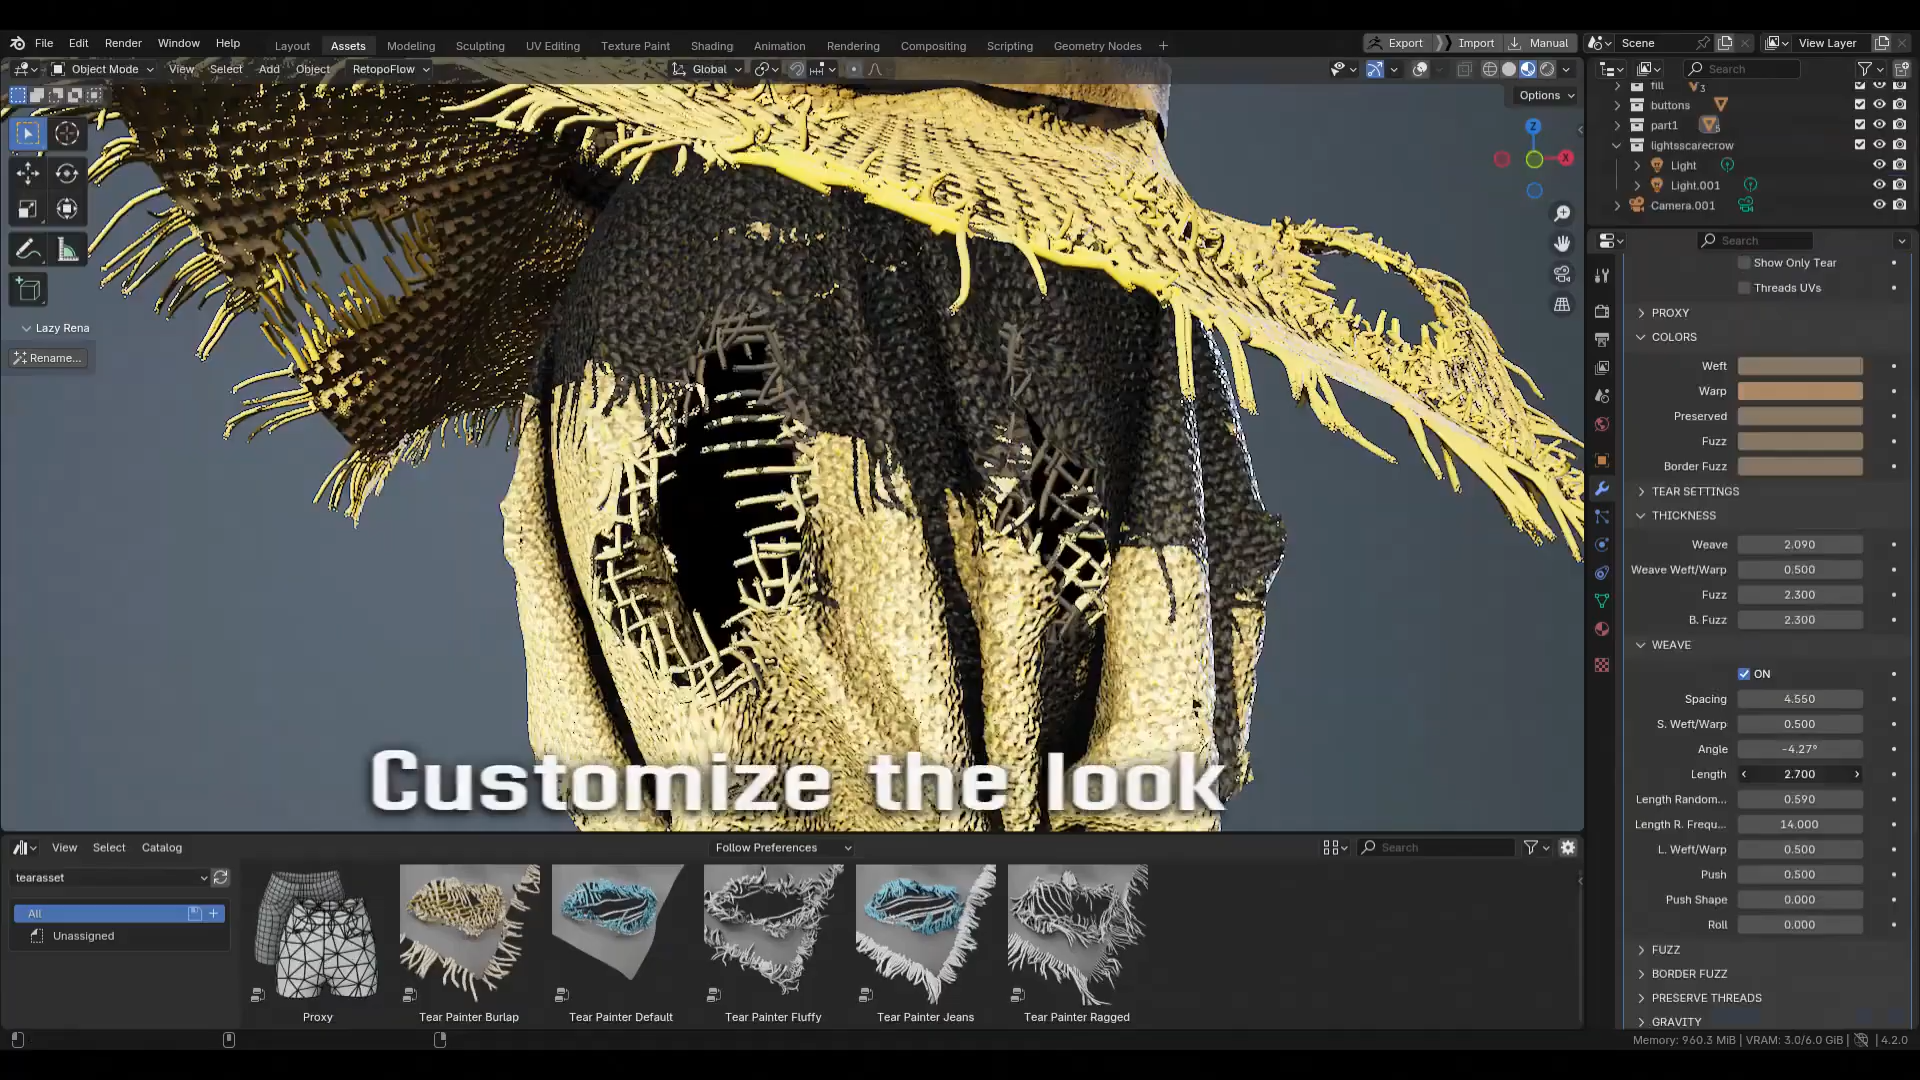 File Edit Render Window Help Layout Assets Modeling Sculpting UV Editing Texture Paint Shading Animation Rendering Compositing Scripting Geometry Nodes + Export Import Manual Scene View Layer
Object Mode View Select Add Object RetopoFlow Global Search
Options
fill 3
buttons
part1 5
lightsscarecrow
Light
Light.001
Camera.001
Z
X
Search
Show Only Tear
Threads UVs
Lazy Rena
Rename...
PROXY
COLORS
Weft
Warp
Preserved
Fuzz
Border Fuzz
TEAR SETTINGS
THICKNESS
Weave 2.090
Weave Weft/Warp 0.500
Fuzz 2.300
B. Fuzz 2.300
WEAVE
ON
Spacing 4.550
S. Weft/Warp 0.500
Angle -4.27°
Length 2.700
Length Random... 0.590
Length R. Frequ... 14.000
L. Weft/Warp 0.500
Push 0.500
Push Shape 0.000
Roll 0.000
FUZZ
BORDER FUZZ
PRESERVE THREADS
GRAVITY
Customize the look
View Select Catalog Follow Preferences Search
tearasset
All
Unassigned
Proxy Tear Painter Burlap Tear Painter Default Tear Painter Fluffy Tear Painter Jeans Tear Painter Ragged
Memory: 960.3 MiB | VRAM: 3.0/6.0 GiB | 4.2.0